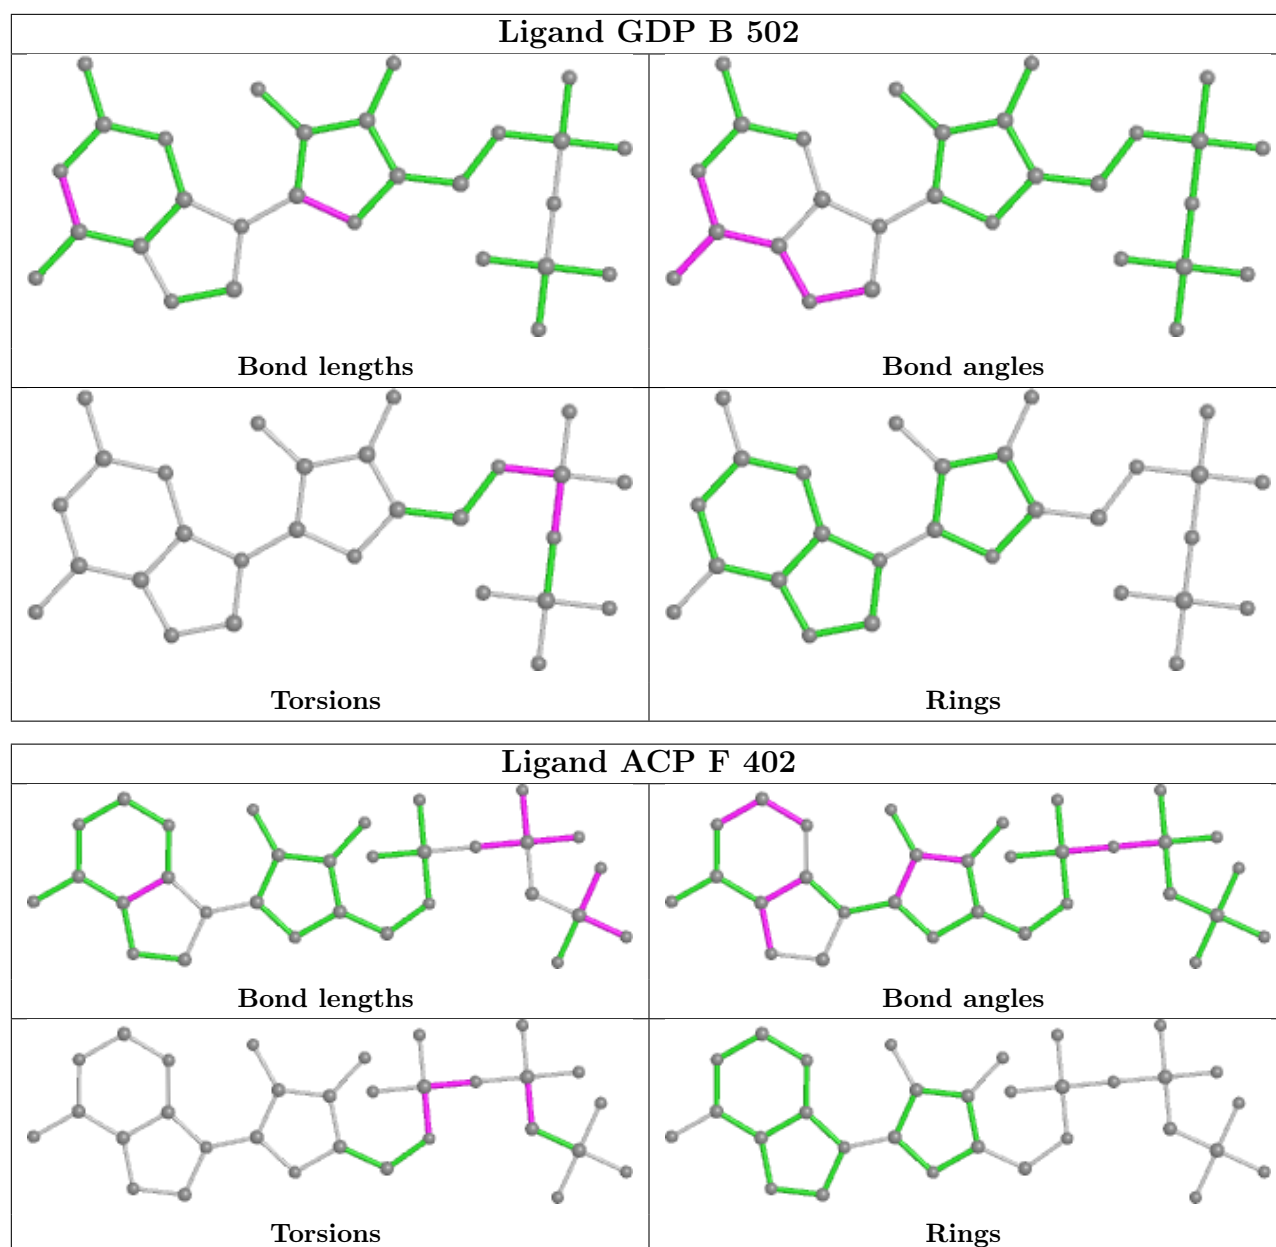 Ligand GDP B 502
Bond lengths
Bond angles
Torsions
Rings
Ligand ACP F 402
Bond lengths
Bond angles
Torsions
Rings